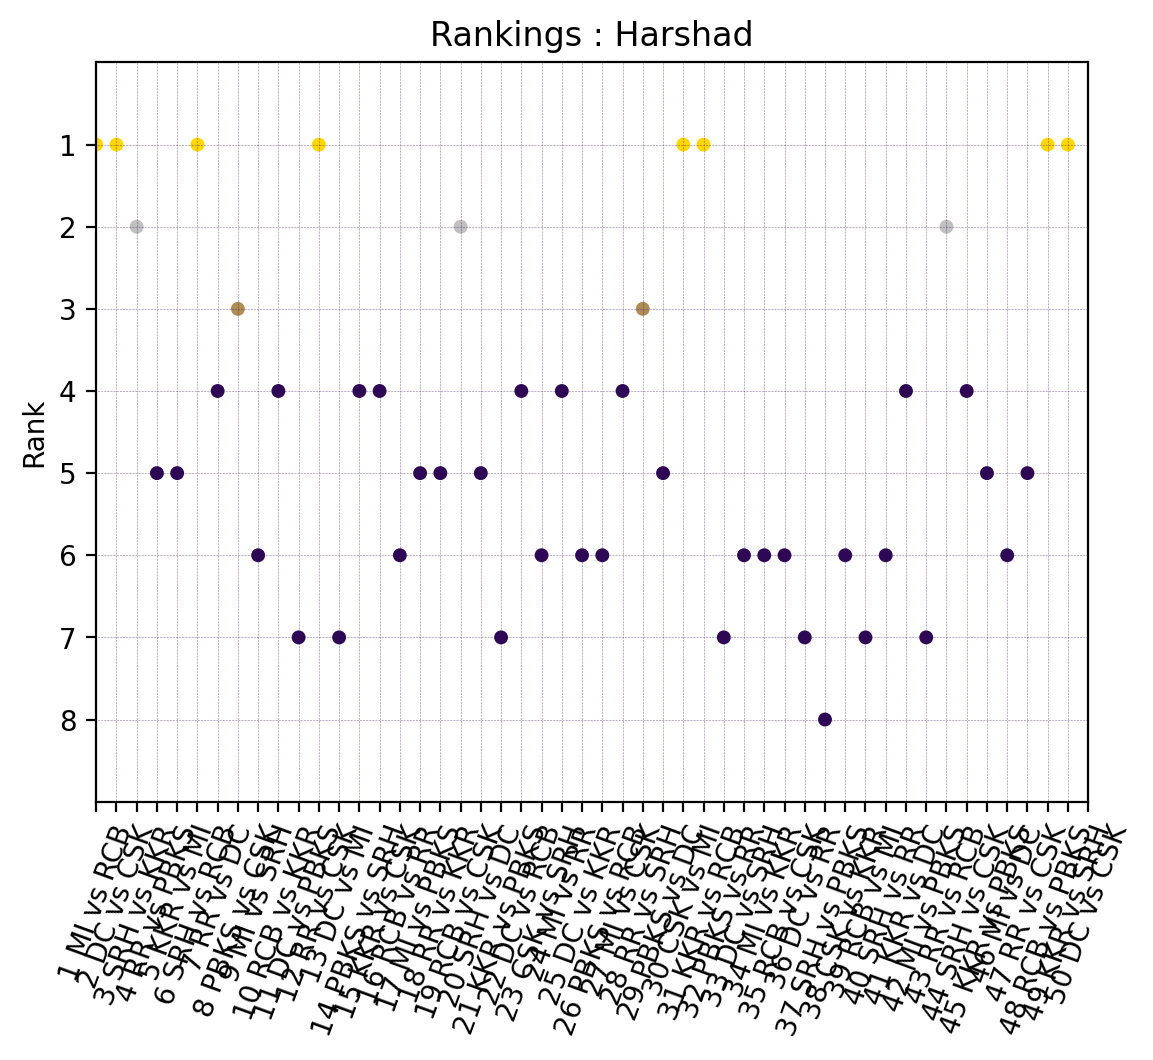 Rankings : Harshad
Rank
1
2
3
4
5
6
7
8
1 MI vs RCB
2 DC vs CSK
3 SRH vs KKR
4 RR vs PBKS
5 KKR vs MI
6 SRH vs RCB
7 RR vs DC
8 PBKS vs CSK
9 MI vs SRH
10 RCB vs KKR
11 DC vs PBKS
12 RR vs CSK
13 DC vs MI
14 PBKS vs SRH
15 KKR vs CSK
16 RCB vs RR
17 MI vs PBKS
18 RR vs KKR
19 RCB vs CSK
20 SRH vs DC
21 KKR vs PBKS
22 DC vs RCB
23 CSK vs SRH
24 MI vs RR
25 DC vs KKR
26 PBKS vs RCB
27 MI vs CSK
28 RR vs SRH
29 PBKS vs DC
30 CSK vs MI
31 KKR vs RCB
32 PBKS vs RR
33 DC vs SRH
34 MI vs KKR
35 RCB vs CSK
36 DC vs RR
37 SRH vs PBKS
38 CSK vs KKR
39 RCB vs MI
40 SRH vs RR
41 KKR vs DC
42 MI vs PBKS
43 RR vs RCB
44 SRH vs CSK
45 KKR vs PBKS
46 MI vs DC
47 RR vs CSK
48 RCB vs PBKS
49 KKR vs SRH
50 DC vs CSK